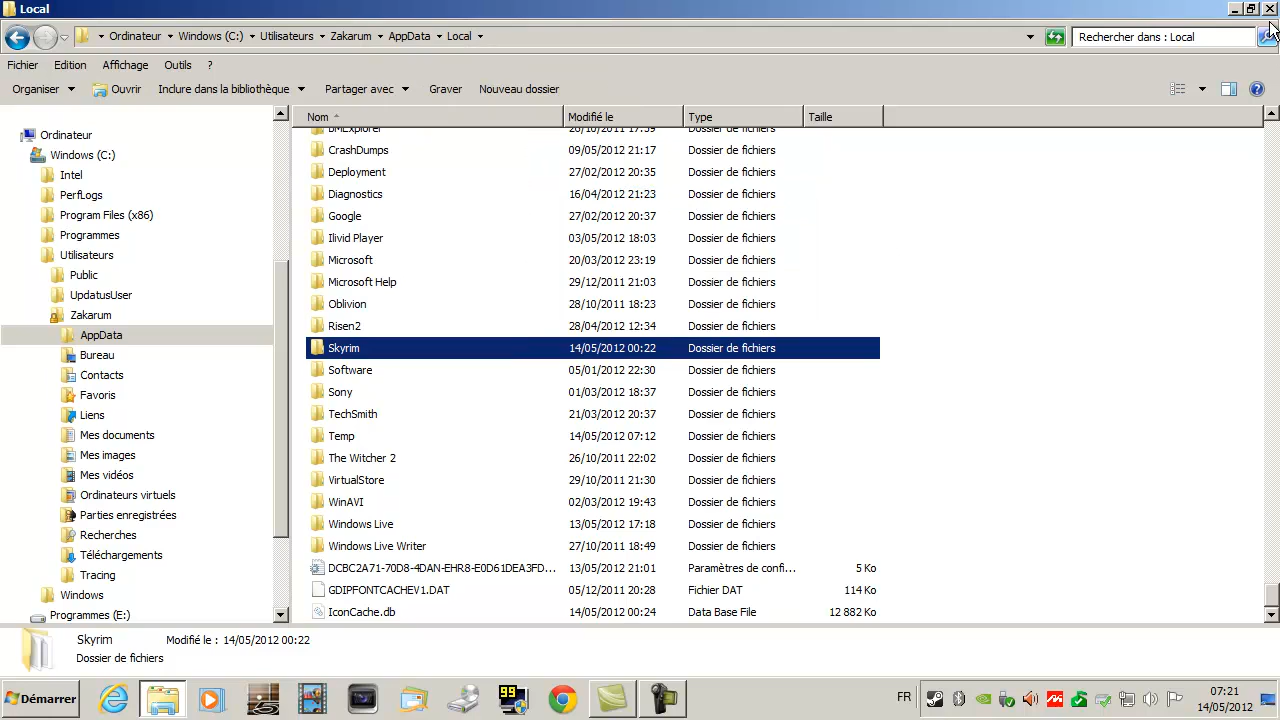 Local
Ordinateur Windows (C:) Utilisateurs Zakarum AppData Local
Rechercher dans : Local
Fichier Edition Affichage Outils ?
Organiser Ouvrir Inclure dans la bibliothèque Partager avec Graver Nouveau dossier
Ordinateur
Windows (C:)
Intel
PerfLogs
Program Files (x86)
Programmes
Utilisateurs
Public
UpdatusUser
Zakarum
AppData
Bureau
Contacts
Favoris
Liens
Mes documents
Mes images
Mes vidéos
Ordinateurs virtuels
Parties enregistrées
Recherches
Téléchargements
Tracing
Windows
Programmes (E:)
Nom Modifié le Type Taille
BMExplorer 26/10/2011 17:39 Dossier de fichiers
CrashDumps 09/05/2012 21:17 Dossier de fichiers
Deployment 27/02/2012 20:35 Dossier de fichiers
Diagnostics 16/04/2012 21:23 Dossier de fichiers
Google 27/02/2012 20:37 Dossier de fichiers
Ilivid Player 03/05/2012 18:03 Dossier de fichiers
Microsoft 20/03/2012 23:19 Dossier de fichiers
Microsoft Help 29/12/2011 21:03 Dossier de fichiers
Oblivion 28/10/2011 18:23 Dossier de fichiers
Risen2 28/04/2012 12:34 Dossier de fichiers
Skyrim 14/05/2012 00:22 Dossier de fichiers
Software 05/01/2012 22:30 Dossier de fichiers
Sony 01/03/2012 18:37 Dossier de fichiers
TechSmith 21/03/2012 20:37 Dossier de fichiers
Temp 14/05/2012 07:12 Dossier de fichiers
The Witcher 2 26/10/2011 22:02 Dossier de fichiers
VirtualStore 29/10/2011 21:30 Dossier de fichiers
WinAVI 02/03/2012 19:43 Dossier de fichiers
Windows Live 13/05/2012 17:18 Dossier de fichiers
Windows Live Writer 27/10/2011 18:49 Dossier de fichiers
DCBC2A71-70D8-4DAN-EHR8-E0D61DEA3FD... 13/05/2012 21:01 Paramètres de confi... 5 Ko
GDIPFONTCACHEV1.DAT 05/12/2011 20:28 Fichier DAT 114 Ko
IconCache.db 14/05/2012 00:24 Data Base File 12 882 Ko
Skyrim Modifié le : 14/05/2012 00:22
Dossier de fichiers
Démarrer
99
FR
07:21
14/05/2012